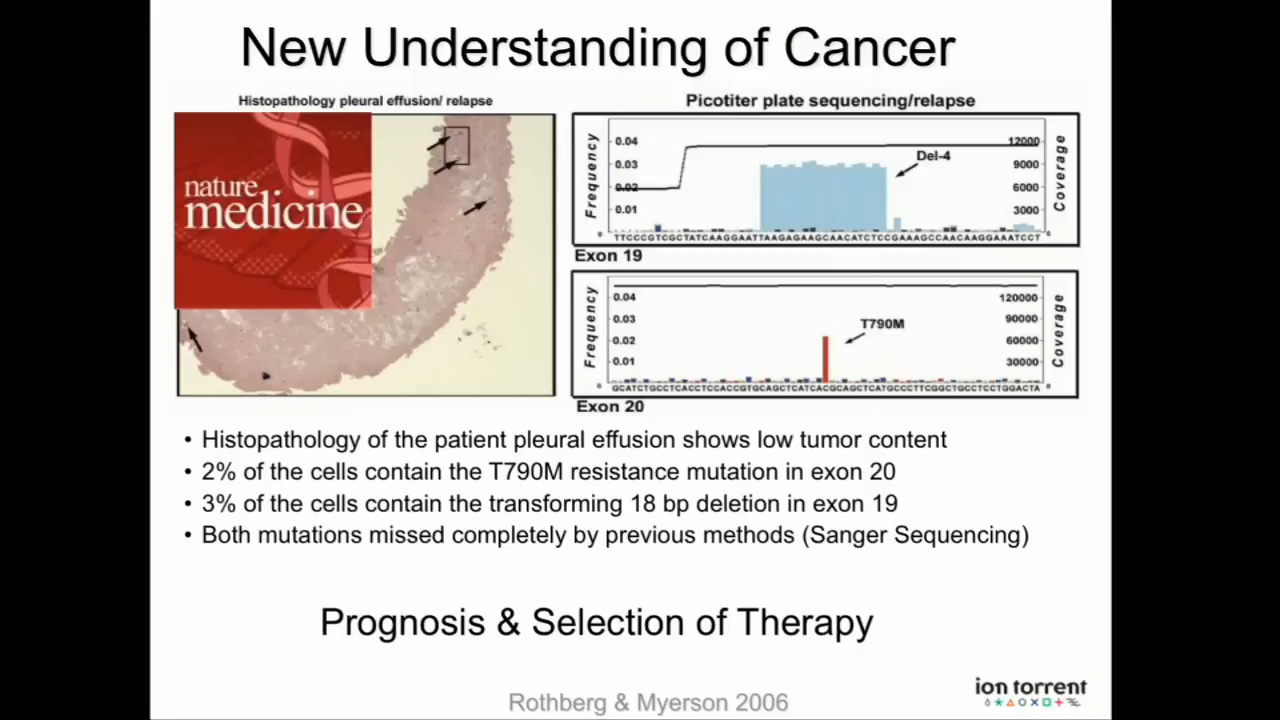 New Understanding of Cancer
Histopathology pleural effusion/ relapse
nature
medicine
Picotiter plate sequencing/relapse
Frequency
0.04
0.03
0.02
0.01
0
12000
9000
6000
3000
0
Coverage
Del-4
TTCCCGTCGCTATCAAGGAATTAAGAGAAGCAACATCTCCGAAAGCCAACAAGGAAATCCT
Exon 19
Frequency
0.04
0.03
0.02
0.01
0
120000
90000
60000
30000
0
Coverage
T790M
GCATCTGCCTCACCTCCACCGTGCAGCTCATCACGCAGCTCATGCCCTTCGGCTGCCTCCTGGACTA
Exon 20
• Histopathology of the patient pleural effusion shows low tumor content
• 2% of the cells contain the T790M resistance mutation in exon 20
• 3% of the cells contain the transforming 18 bp deletion in exon 19
• Both mutations missed completely by previous methods (Sanger Sequencing)
Prognosis & Selection of Therapy
Rothberg & Myerson 2006
ion torrent